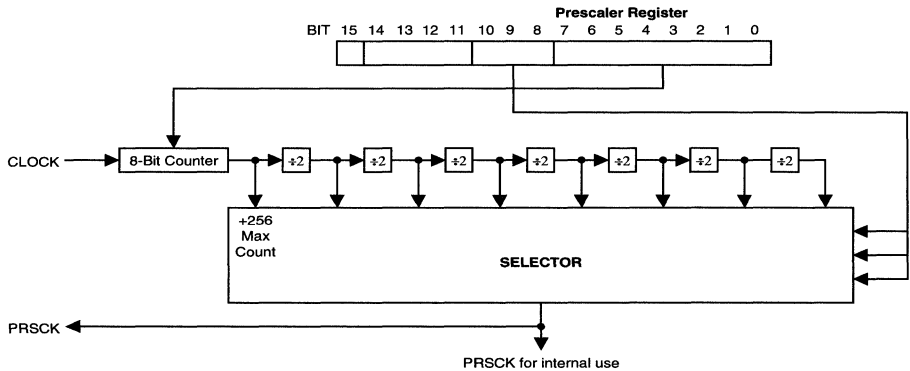 Prescaler Register
BIT 15 14 13 12 11 10 9 8 7 6 5 4 3 2 1 0
CLOCK
8-Bit Counter
÷2
÷2
÷2
÷2
÷2
÷2
÷2
+256
Max
Count
SELECTOR
PRSCK
PRSCK for internal use